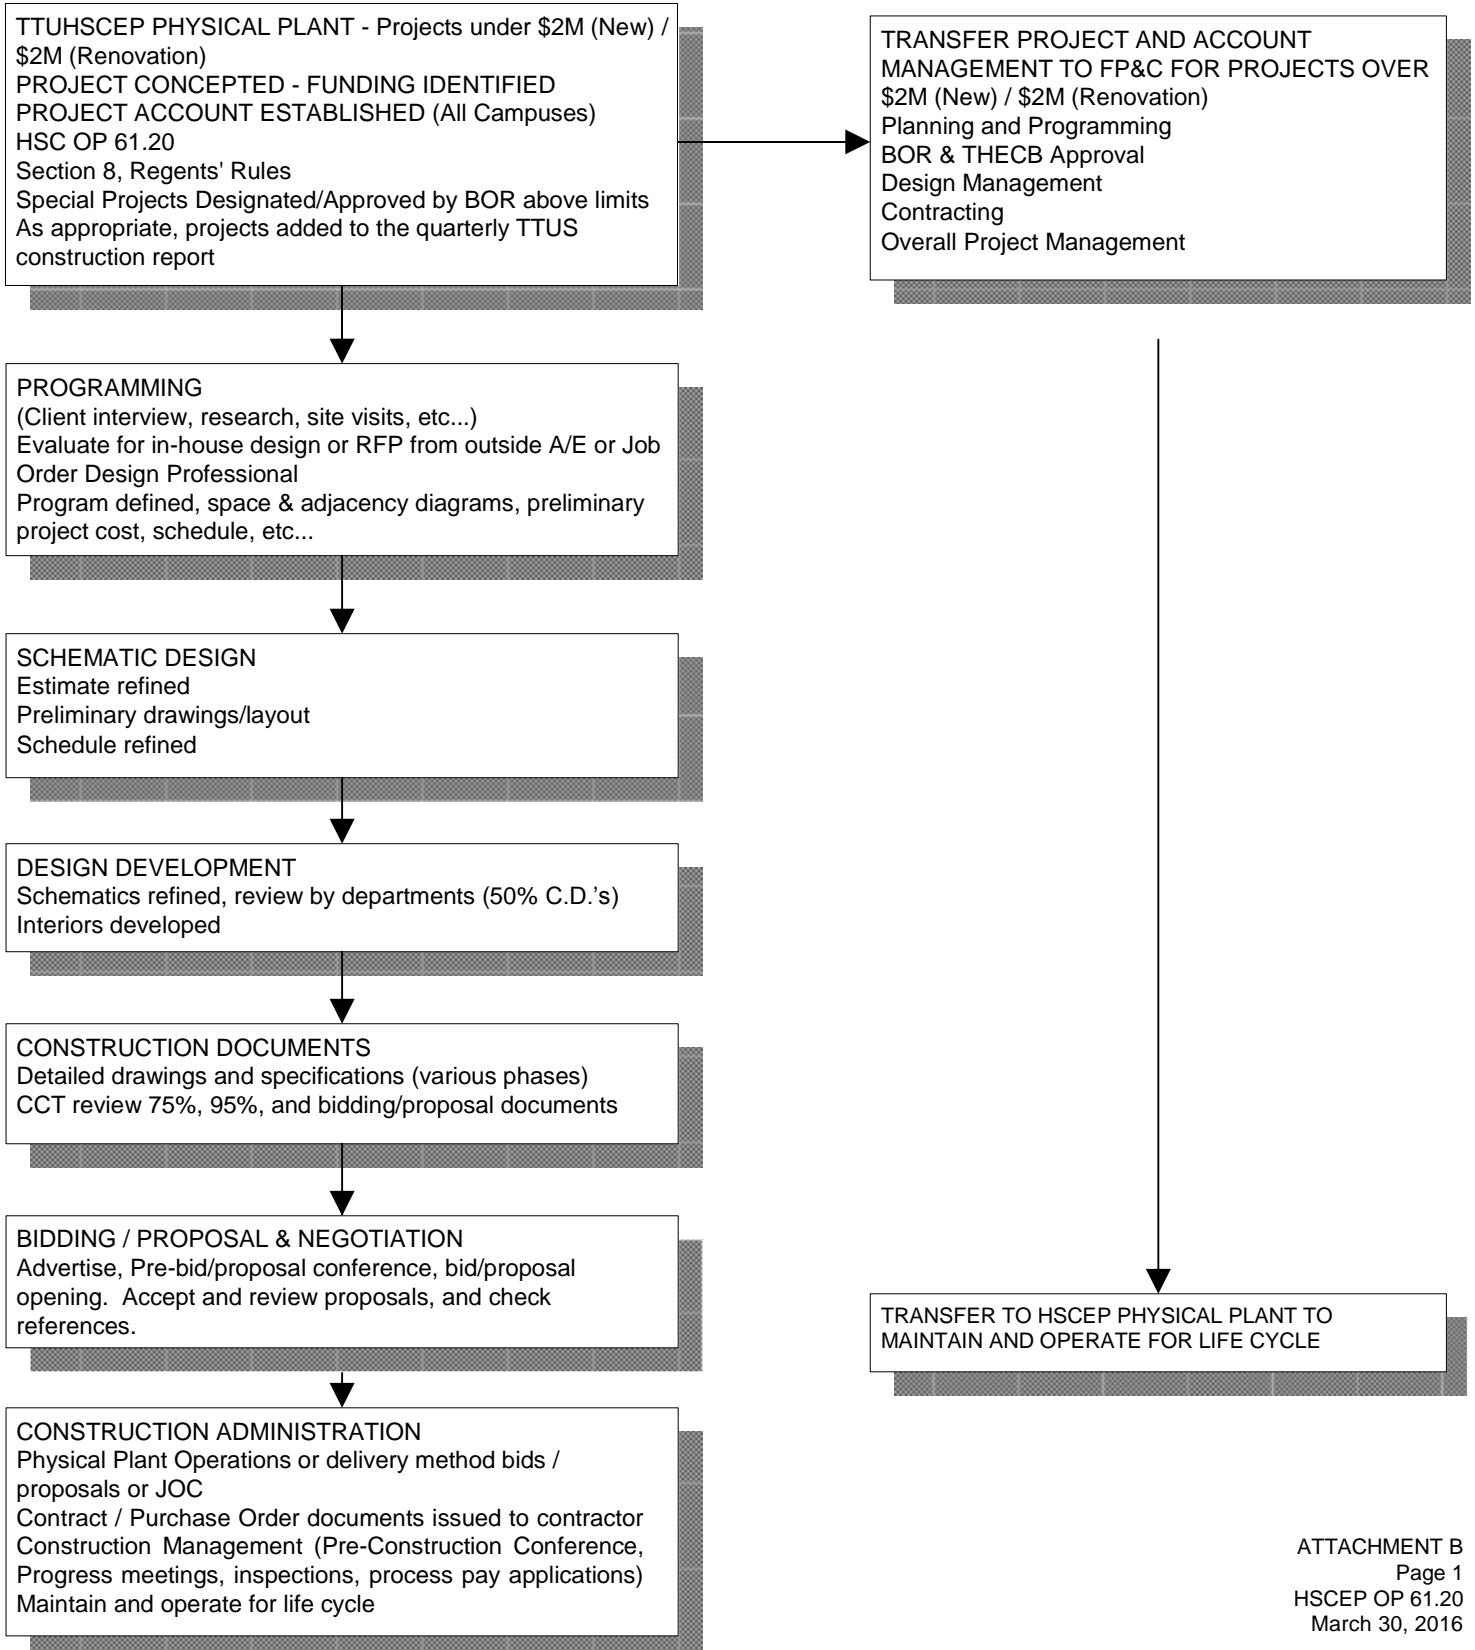 TTUHSCEP PHYSICAL PLANT - Projects under $2M (New) /
$2M (Renovation)
PROJECT CONCEPTED - FUNDING IDENTIFIED
PROJECT ACCOUNT ESTABLISHED (All Campuses)
HSC OP 61.20
Section 8, Regents' Rules
Special Projects Designated/Approved by BOR above limits
As appropriate, projects added to the quarterly TTUS
construction report
TRANSFER PROJECT AND ACCOUNT
MANAGEMENT TO FP&C FOR PROJECTS OVER
$2M (New) / $2M (Renovation)
Planning and Programming
BOR & THECB Approval
Design Management
Contracting
Overall Project Management
PROGRAMMING
(Client interview, research, site visits, etc...)
Evaluate for in-house design or RFP from outside A/E or Job
Order Design Professional
Program defined, space & adjacency diagrams, preliminary
project cost, schedule, etc...
SCHEMATIC DESIGN
Estimate refined
Preliminary drawings/layout
Schedule refined
DESIGN DEVELOPMENT
Schematics refined, review by departments (50% C.D.’s)
Interiors developed
CONSTRUCTION DOCUMENTS
Detailed drawings and specifications (various phases)
CCT review 75%, 95%, and bidding/proposal documents
BIDDING / PROPOSAL & NEGOTIATION
Advertise, Pre-bid/proposal conference, bid/proposal
opening.  Accept and review proposals, and check
references.
TRANSFER TO HSCEP PHYSICAL PLANT TO
MAINTAIN AND OPERATE FOR LIFE CYCLE
CONSTRUCTION ADMINISTRATION
Physical Plant Operations or delivery method bids /
proposals or JOC
Contract / Purchase Order documents issued to contractor
Construction Management (Pre-Construction Conference,
Progress meetings, inspections, process pay applications)
Maintain and operate for life cycle
ATTACHMENT B
Page 1
HSCEP OP 61.20
March 30, 2016